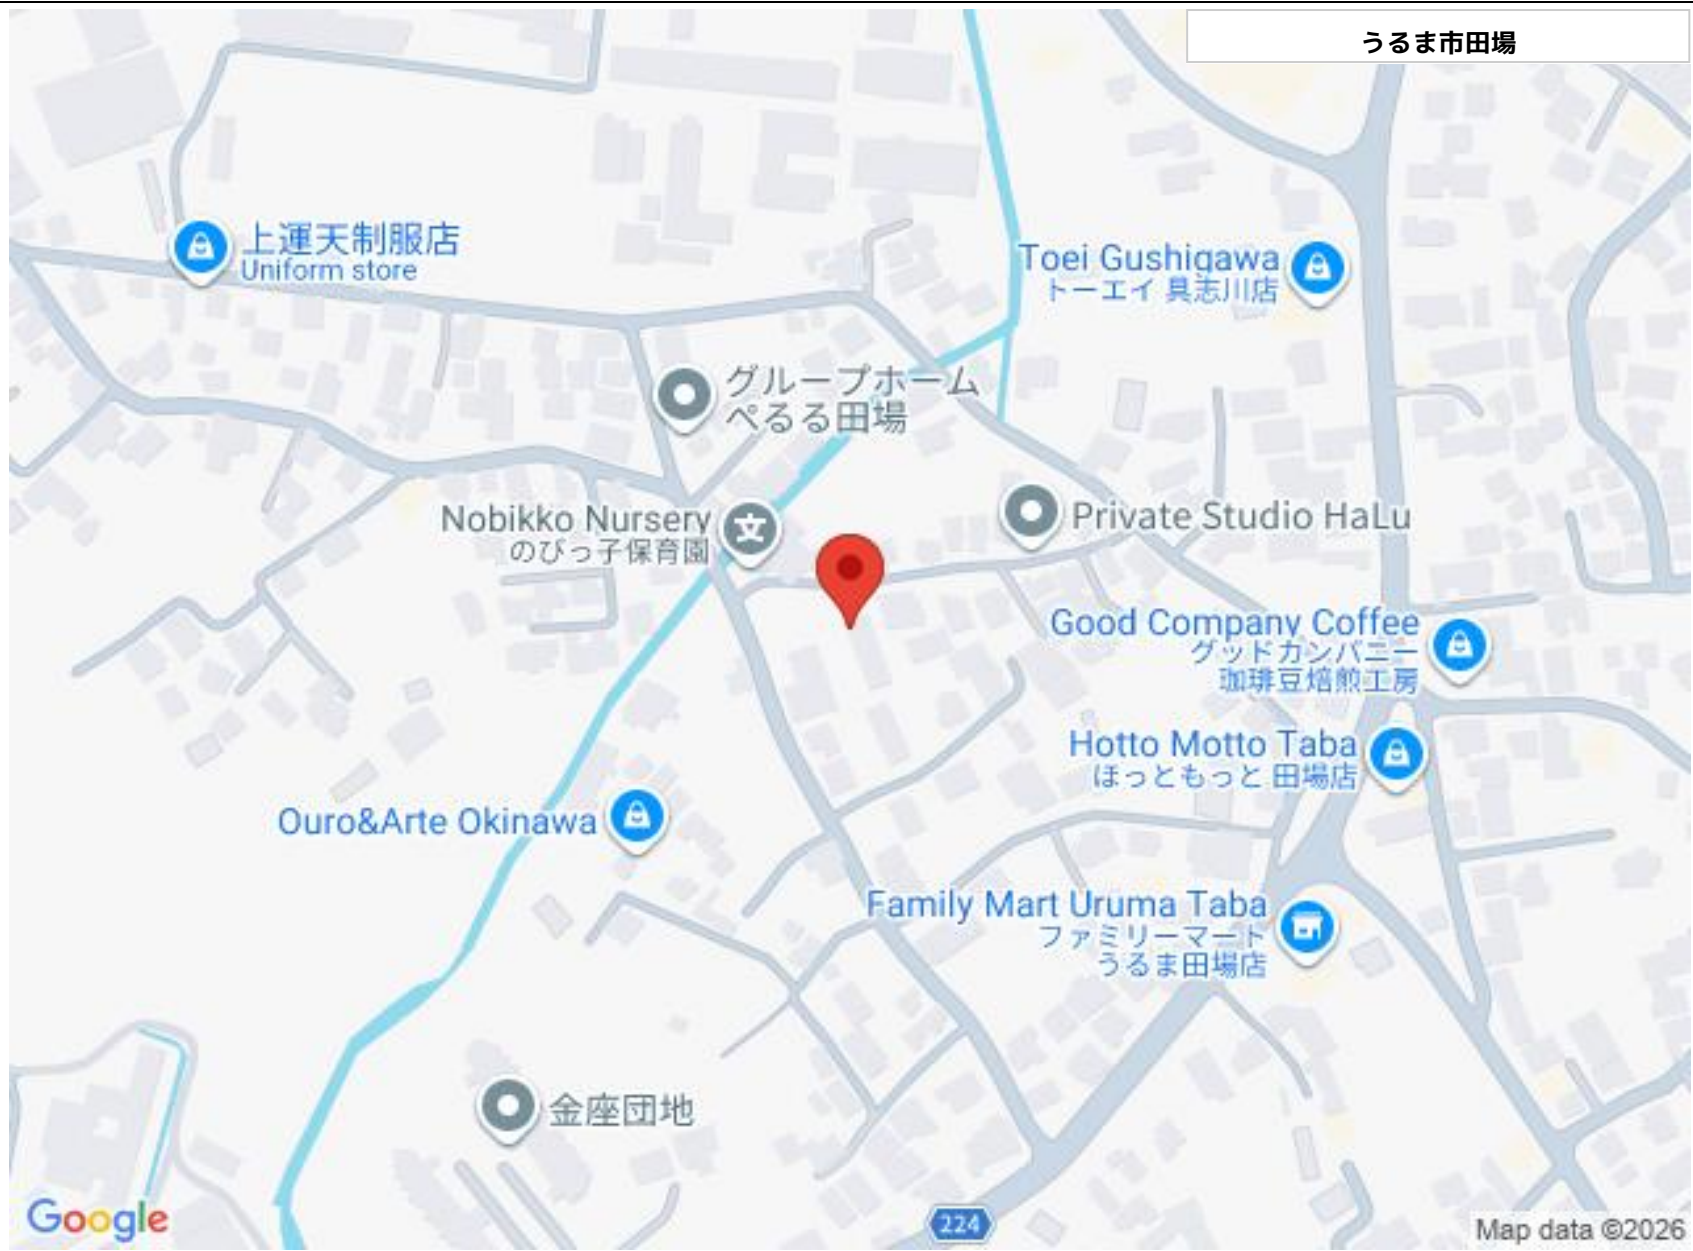 うるま市田場
上運天制服店
Uniform store
Toei Gushigawa
トーエイ 具志川店
グループホーム
ぺるる田場
Nobikko Nursery
のびっ子保育園
Private Studio HaLu
Good Company Coffee
グッドカンパニー
珈琲豆焙煎工房
Hotto Motto Taba
ほっともっと 田場店
Ouro&Arte Okinawa
Family Mart Uruma Taba
ファミリーマート
うるま田場店
金座団地
224
Google
Map data ©2026